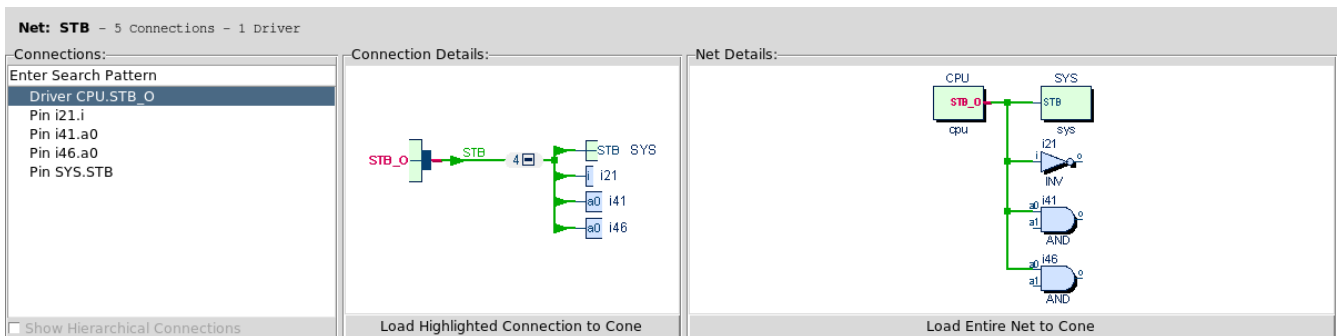 Net: STB – 5 Connections – 1 Driver
Connections:
Enter Search Pattern
Driver CPU.STB_O
Pin i21.i
Pin i41.a0
Pin i46.a0
Pin SYS.STB
Show Hierarchical Connections
Connection Details:
STB_O STB 4 STB SYS
i i21
a0 i41
a0 i46
Load Highlighted Connection to Cone
Net Details:
CPU SYS
STB_O STB
cpu sys
i21
i o
INV
i41
a0 o
a1
AND
i46
a0 o
a1
AND
Load Entire Net to Cone